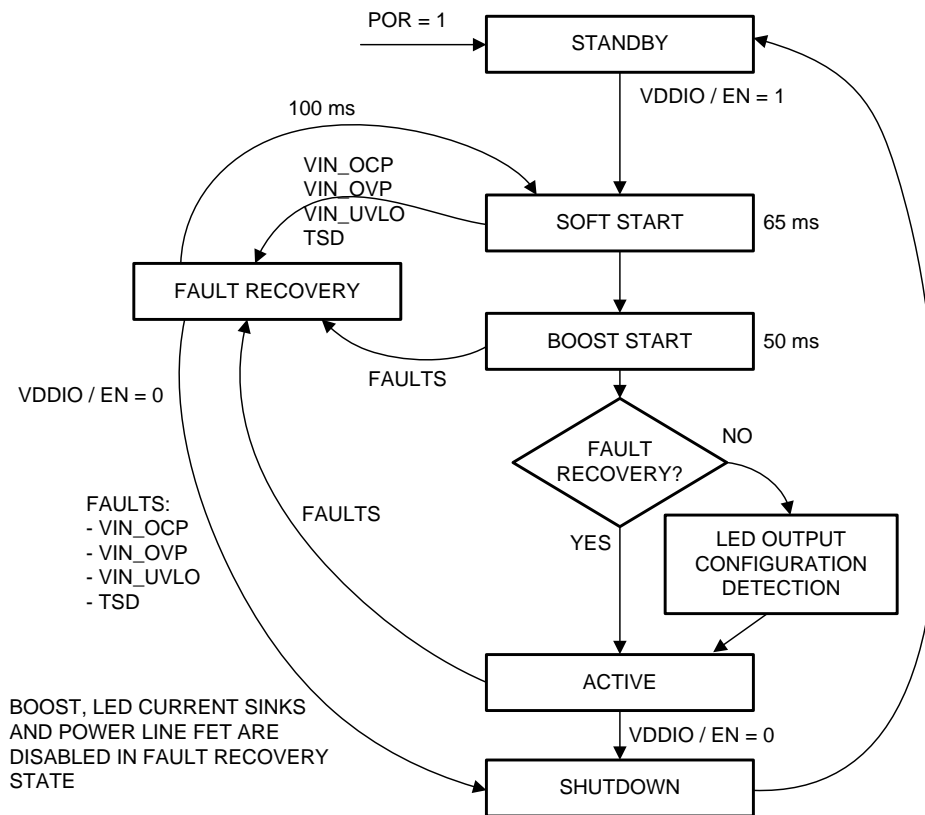 POR = 1
STANDBY
VDDIO / EN = 1
100 ms
VIN_OCP
VIN_OVP
VIN_UVLO
TSD
SOFT START
65 ms
FAULT RECOVERY
BOOST START
50 ms
FAULTS
VDDIO / EN = 0
FAULT
RECOVERY?
NO
YES
FAULTS
FAULTS:
- VIN_OCP
- VIN_OVP
- VIN_UVLO
- TSD
LED OUTPUT
CONFIGURATION
DETECTION
ACTIVE
VDDIO / EN = 0
BOOST, LED CURRENT SINKS
AND POWER LINE FET ARE
DISABLED IN FAULT RECOVERY
STATE
SHUTDOWN